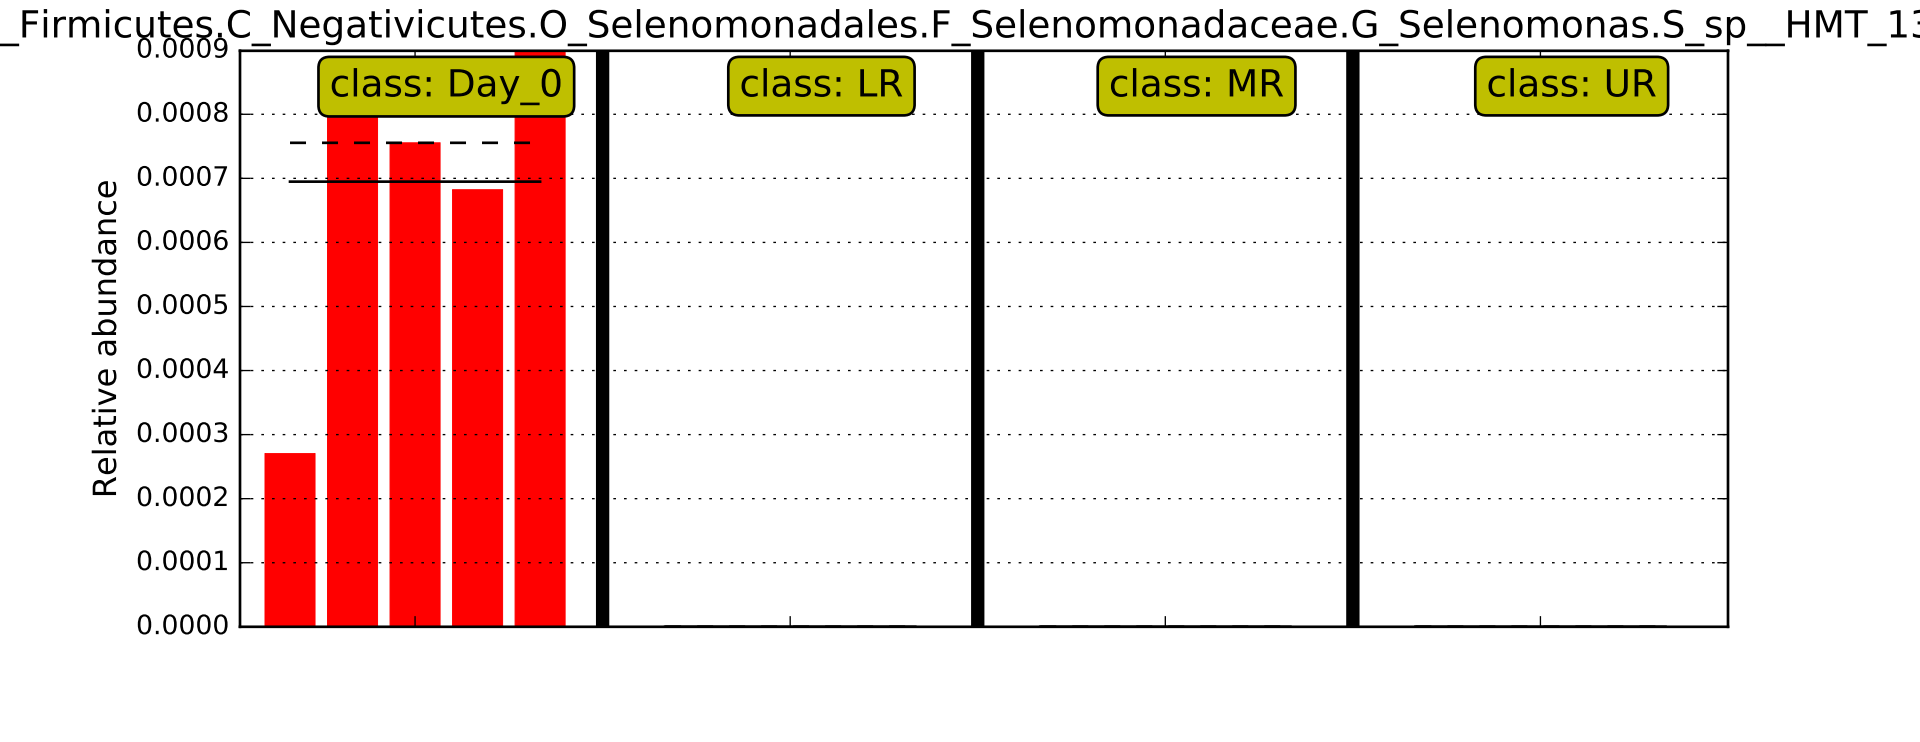 _Firmicutes.C_Negativicutes.O_Selenomonadales.F_Selenomonadaceae.G_Selenomonas.S_sp__HMT_13
class: Day_0
class: LR
class: MR
class: UR
Relative abundance
0.0009
0.0008
0.0007
0.0006
0.0005
0.0004
0.0003
0.0002
0.0001
0.0000